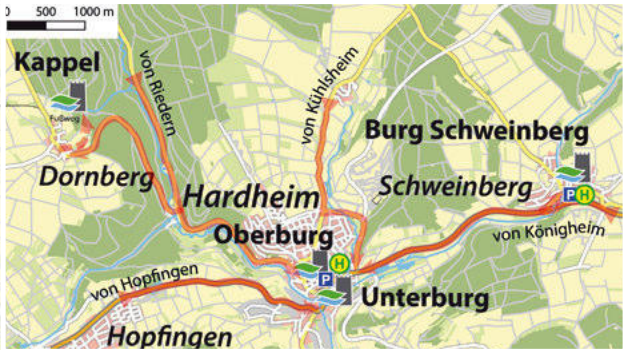 0 500 1000 m
Kappel
von Riedern
von Kühlsheim
Fußweg
Burg Schweinberg
Dornberg
Hardheim
Schweinberg
P H
Oberburg
von Königheim
H
P
von Hopfingen
Unterburg
Hopfingen